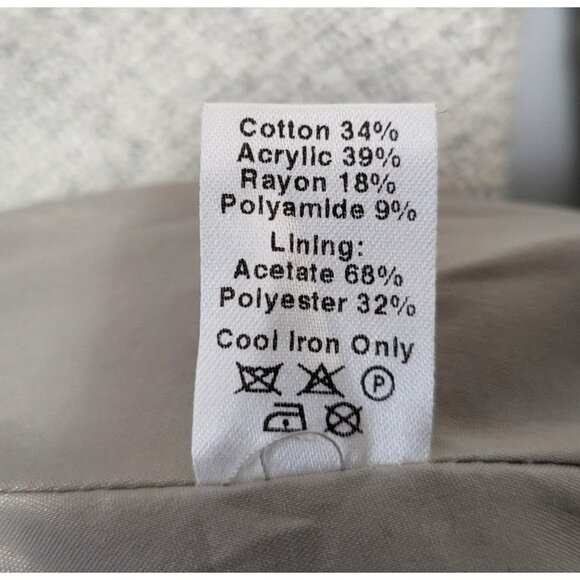 Cotton 34%
Acrylic 39%
Rayon 18%
Polyamide 9%
Lining:
Acetate 68%
Polyester 32%
Cool Iron Only
P